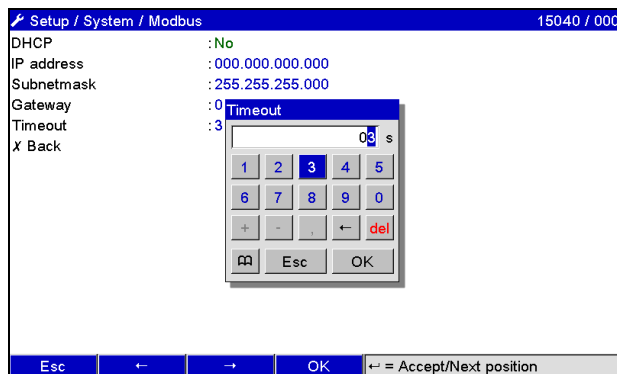 Setup / System / Modbus 15040 / 000
DHCP : No
IP address : 000.000.000.000
Subnetmask : 255.255.255.000
Gateway : 0
Timeout : 3
X Back
Timeout
03 s
1 2 3 4 5
6 7 8 9 0
+ - , ← del
Esc OK
Esc ← → OK ↩ = Accept/Next position